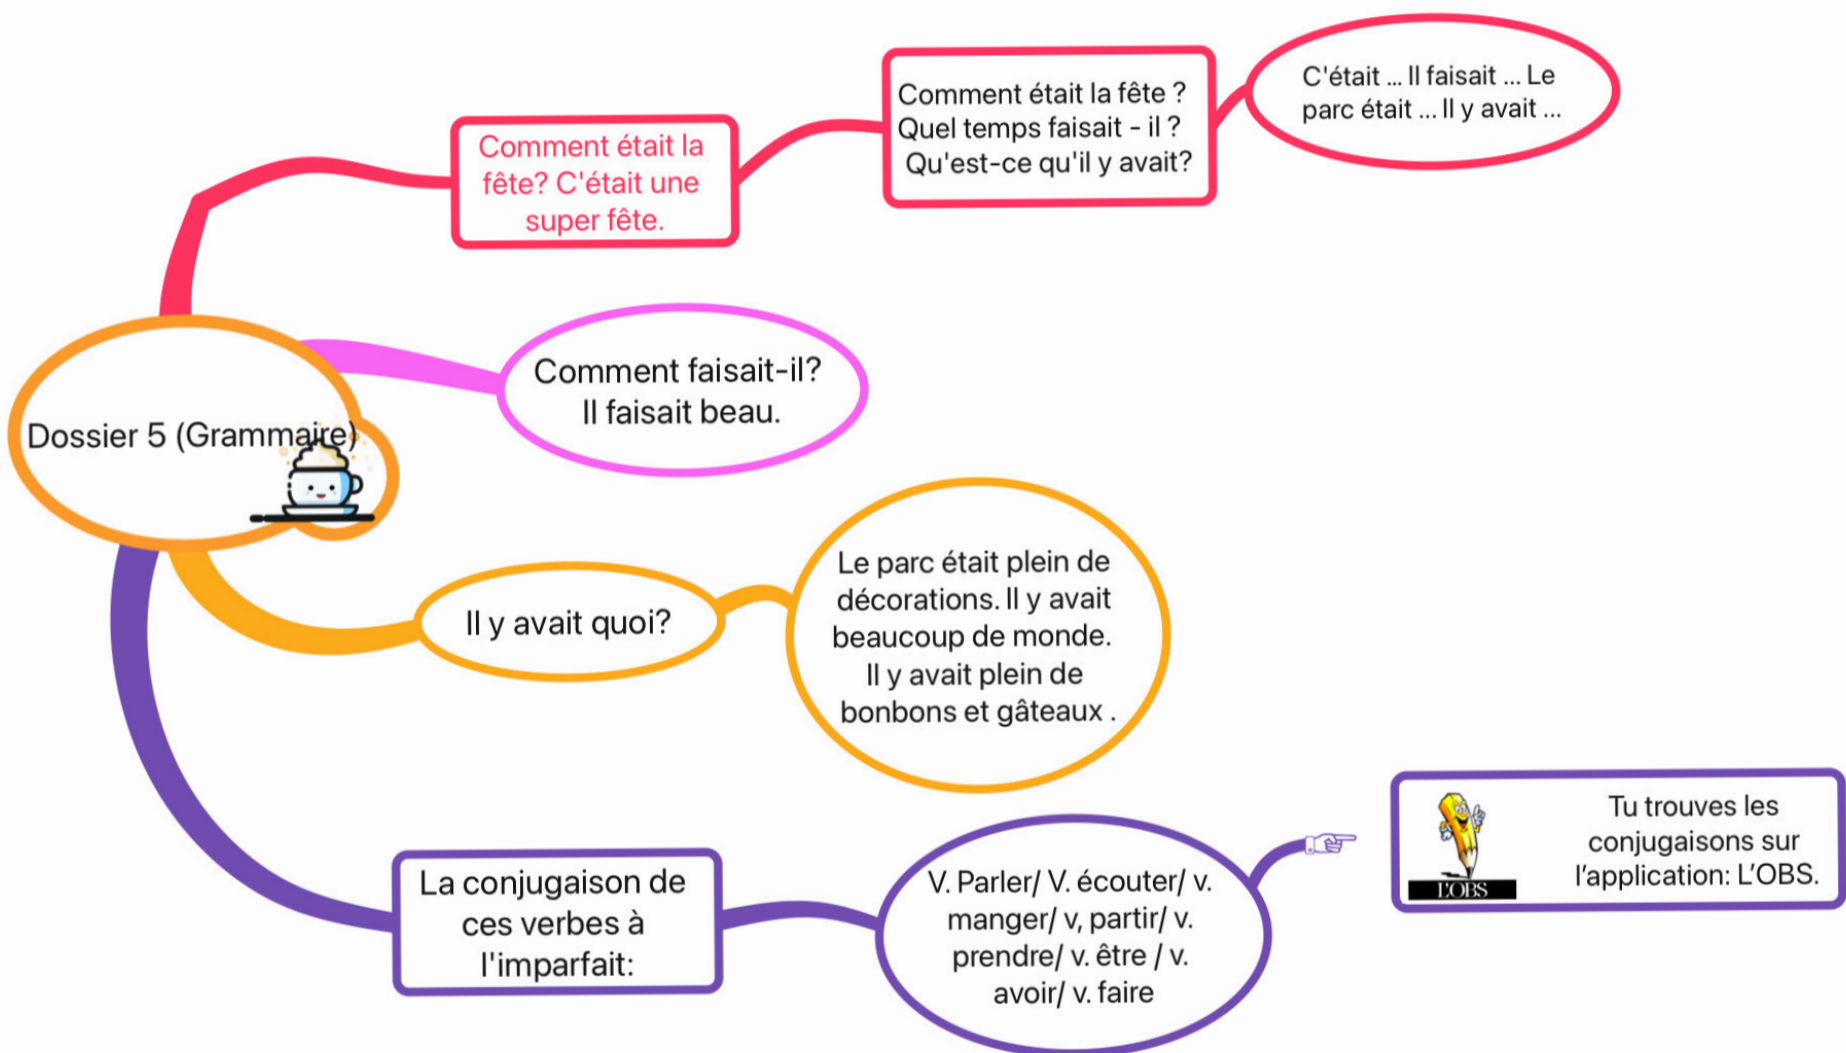 Dossier 5 (Grammaire)
Comment était la
fête? C'était une
super fête.
Comment était la fête ?
Quel temps faisait - il ?
Qu'est-ce qu'il y avait?
C'était ... Il faisait ... Le
parc était ... Il y avait ...
Comment faisait-il?
Il faisait beau.
Il y avait quoi?
Le parc était plein de
décorations. Il y avait
beaucoup de monde.
Il y avait plein de
bonbons et gâteaux .
La conjugaison de
ces verbes à
l'imparfait:
V. Parler/ V. écouter/ v.
manger/ v, partir/ v.
prendre/ v. être / v.
avoir/ v. faire
Tu trouves les
conjugaisons sur
l’application: L’OBS.
L'OBS